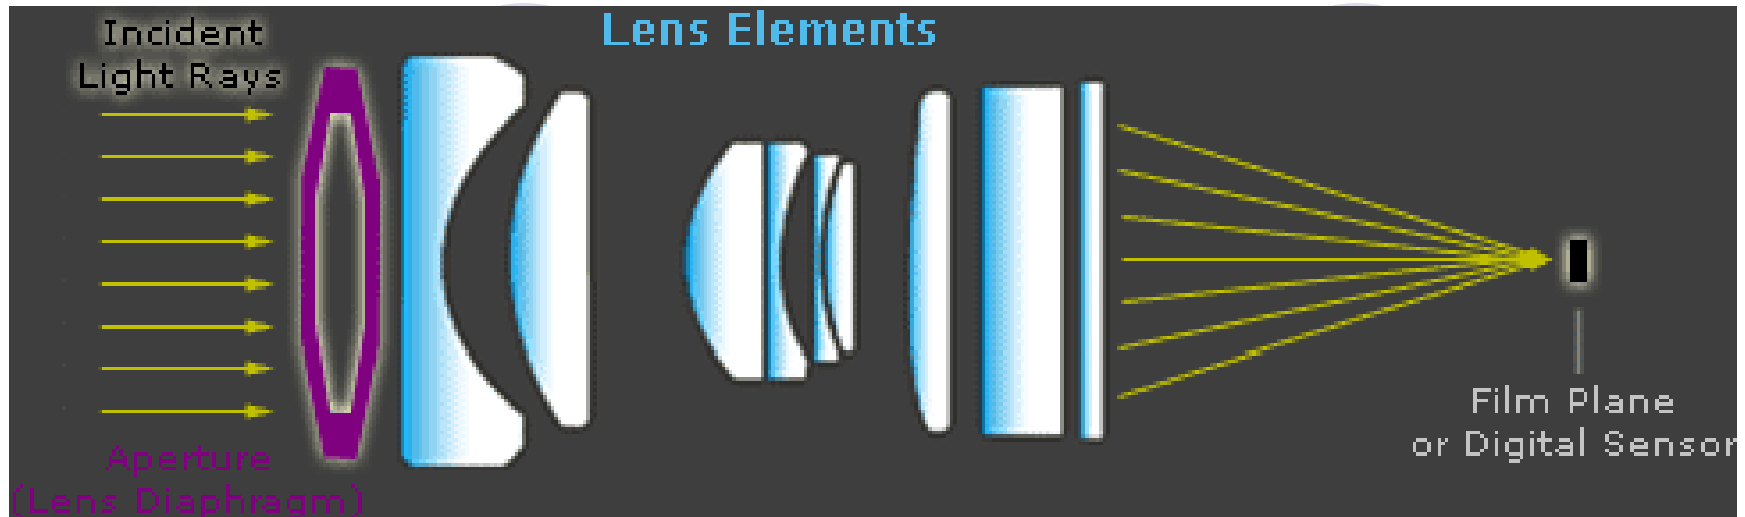 Incident
Light Rays
Lens Elements
Aperture
(Lens Diaphragm)
Film Plane
or Digital Sensor